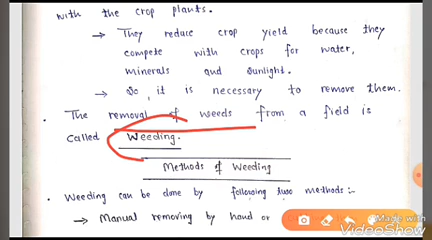 with the crop plants.
→ They reduce crop yield because they
compete with crops for water,
minerals and sunlight.
→ So, it is necessary to remove them.
• The removal of weeds from a field is
called Weeding.
Methods of Weeding
• Weeding can be done by following two methods:-
→ Manual removing by hand or
Made with
VideoShow